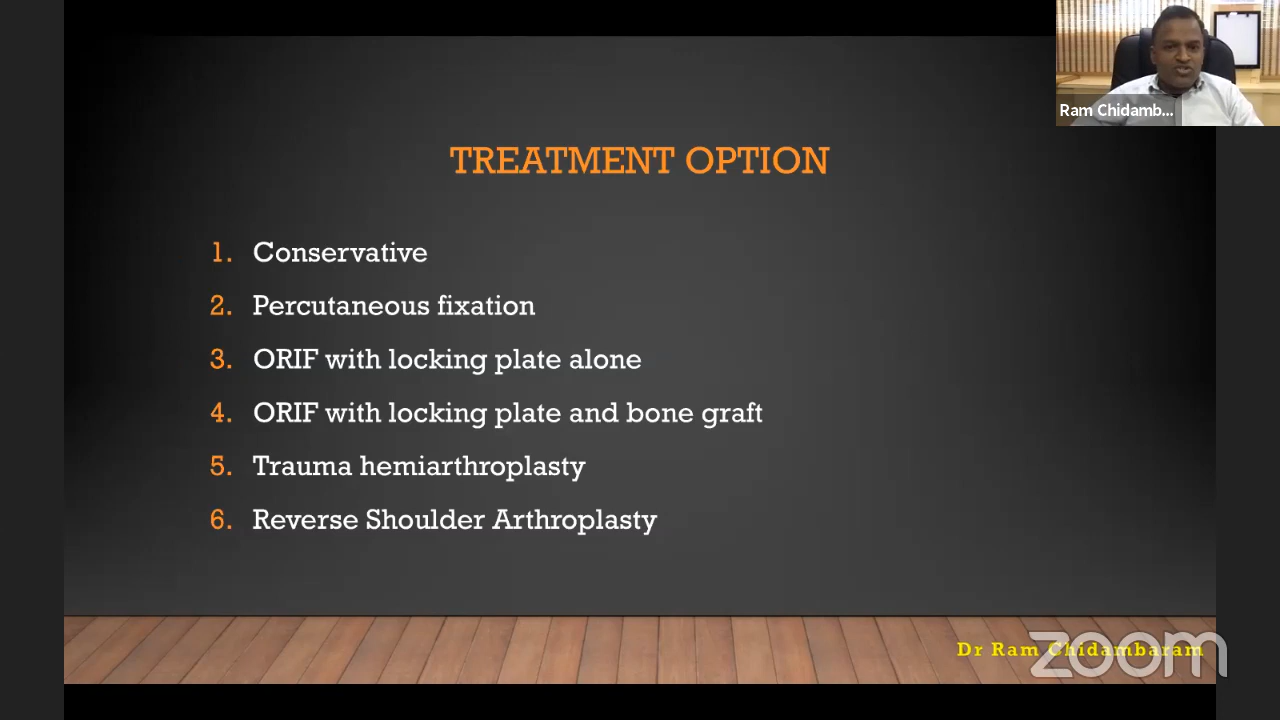 Ram Chidamb...
TREATMENT OPTION
1. Conservative
2. Percutaneous fixation
3. ORIF with locking plate alone
4. ORIF with locking plate and bone graft
5. Trauma hemiarthroplasty
6. Reverse Shoulder Arthroplasty
Dr Ram Chidambaram
zoom